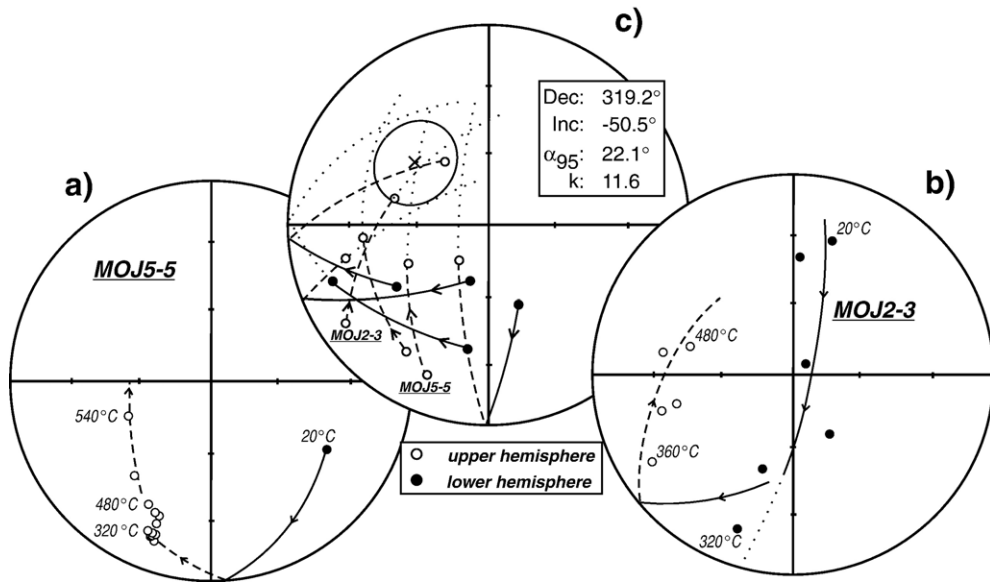 c)
Dec: 319.2°
Inc: -50.5°
α95: 22.1°
k: 11.6
a)
b)
MOJ5-5
20°C
MOJ2-3
480°C
MOJ2-3
MOJ5-5
540°C
20°C
360°C
upper hemisphere
lower hemisphere
480°C
320°C
320°C